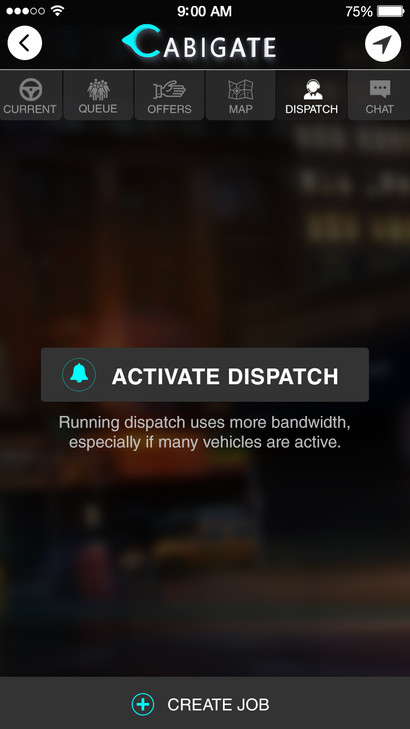 9:00 AM
75%
CABIGATE
CURRENT
QUEUE
OFFERS
MAP
DISPATCH
CHAT
ACTIVATE DISPATCH
Running dispatch uses more bandwidth,
especially if many vehicles are active.
CREATE JOB